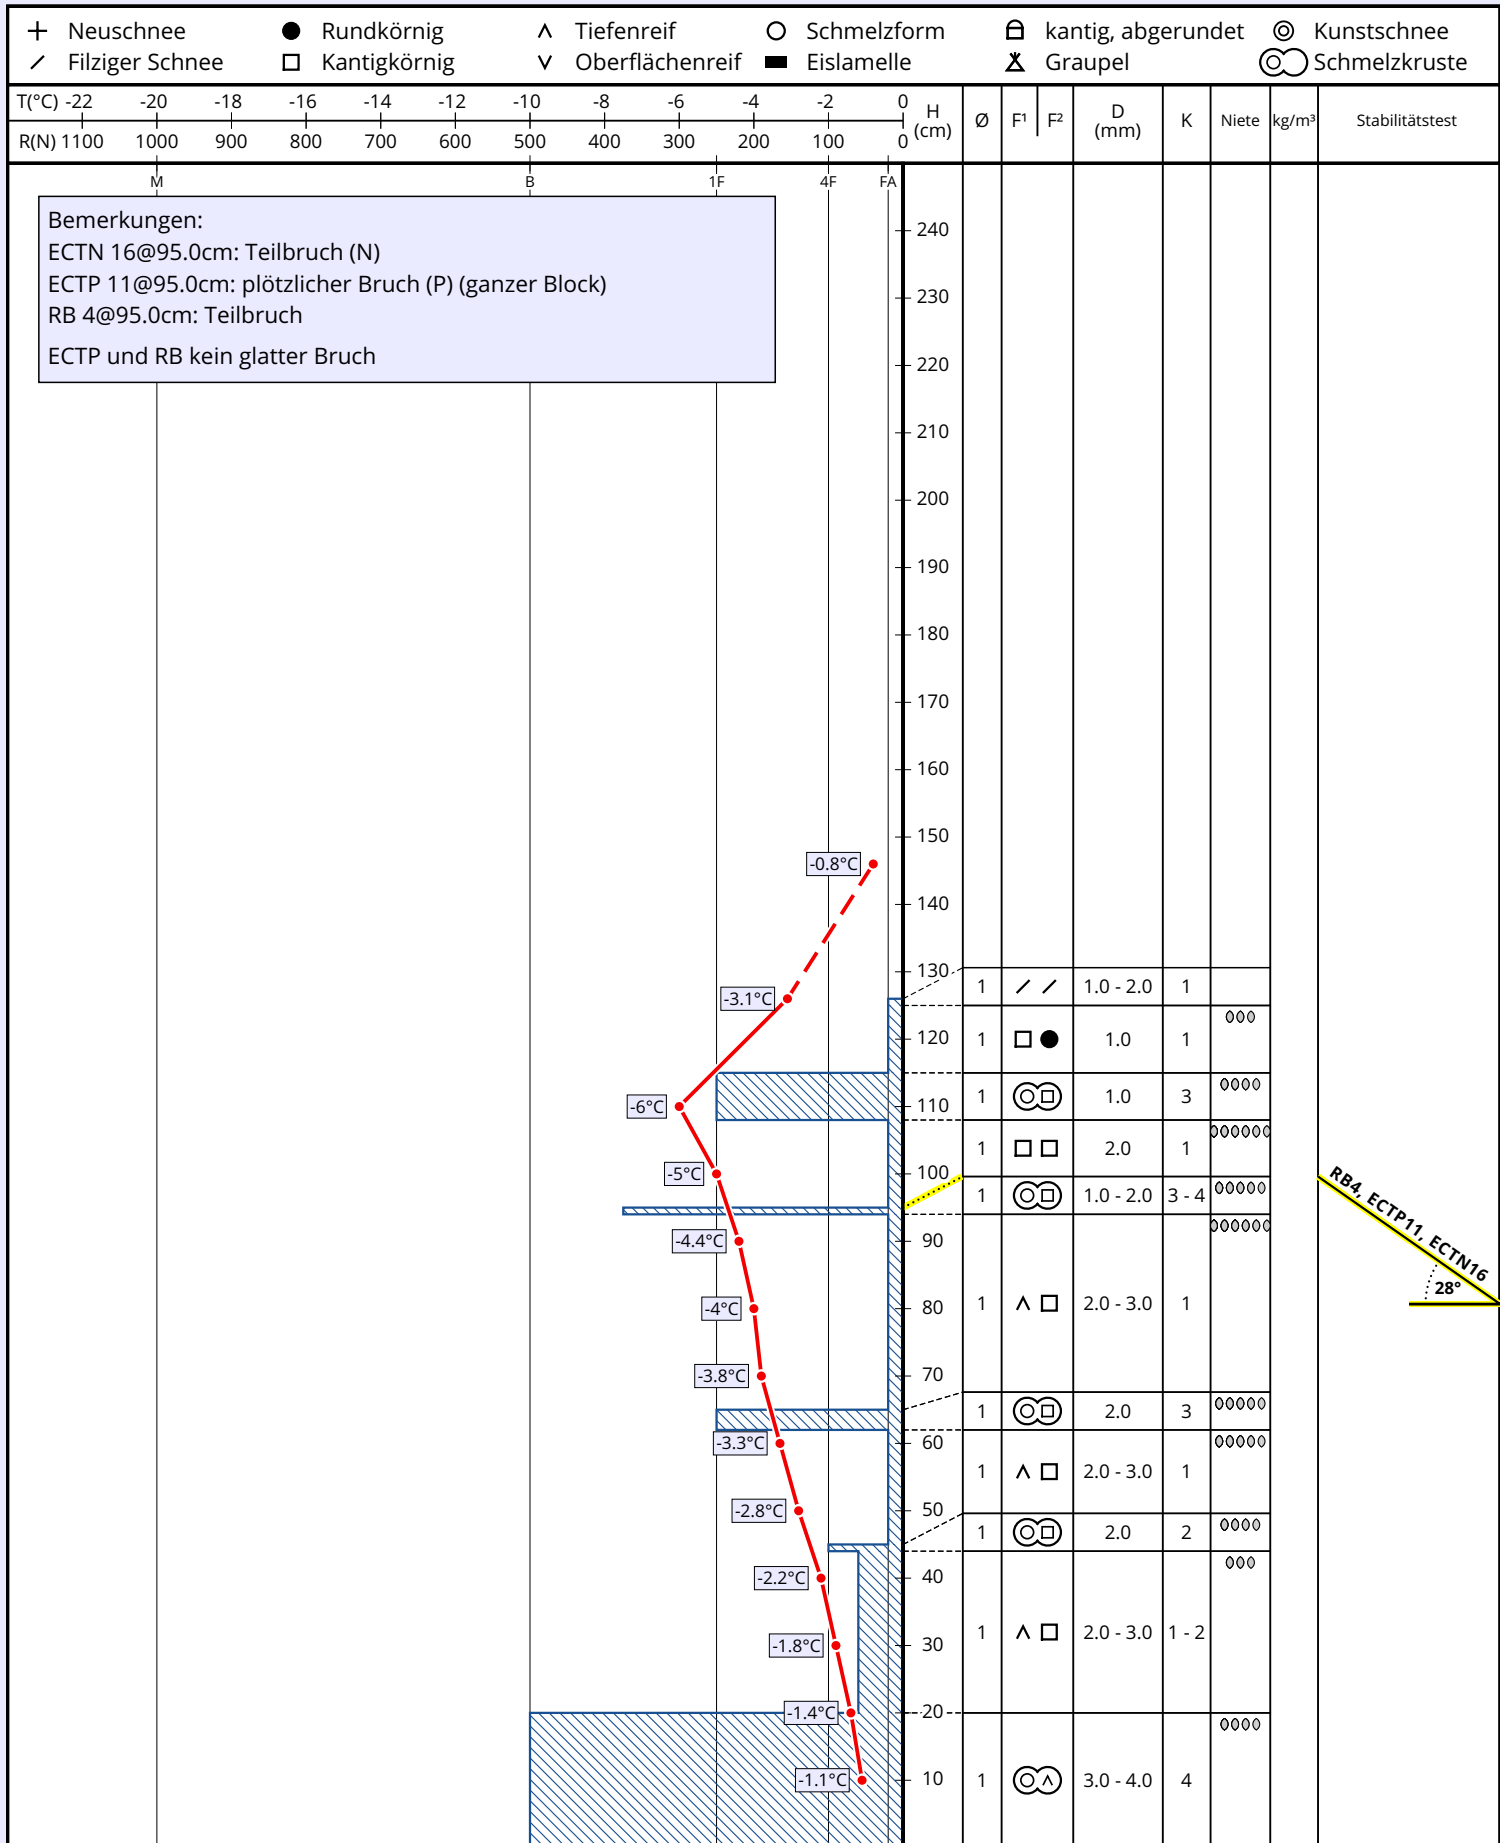 Neuschnee Rundkörnig Tiefenreif Schmelzform kantig, abgerundet Kunstschnee
Filziger Schnee Kantigkörnig Oberflächenreif Eislamelle Graupel Schmelzkruste
T(°C) -22 -20 -18 -16 -14 -12 -10 -8 -6 -4 -2 0
R(N) 1100 1000 900 800 700 600 500 400 300 200 100 0
H (cm) Ø F¹ F² D (mm) K Niete kg/m³ Stabilitätstest
M B 1F 4F FA
Bemerkungen:
ECTN 16@95.0cm: Teilbruch (N)
ECTP 11@95.0cm: plötzlicher Bruch (P) (ganzer Block)
RB 4@95.0cm: Teilbruch
ECTP und RB kein glatter Bruch
240
230
220
210
200
190
180
170
160
150
-0.8°C
140
130
1 1.0 - 2.0 1
-3.1°C
120 1 1.0 1
1 1.0 3
-6°C 110
1 2.0 1
-5°C 100
1 1.0 - 2.0 3 - 4
RB4, ECTP11, ECTN16
28°
-4.4°C 90
-4°C 80 1 2.0 - 3.0 1
-3.8°C 70
1 2.0 3
-3.3°C 60
1 2.0 - 3.0 1
-2.8°C 50
1 2.0 2
-2.2°C 40
1 2.0 - 3.0 1 - 2
-1.8°C 30
-1.4°C 20
-1.1°C 10 1 3.0 - 4.0 4